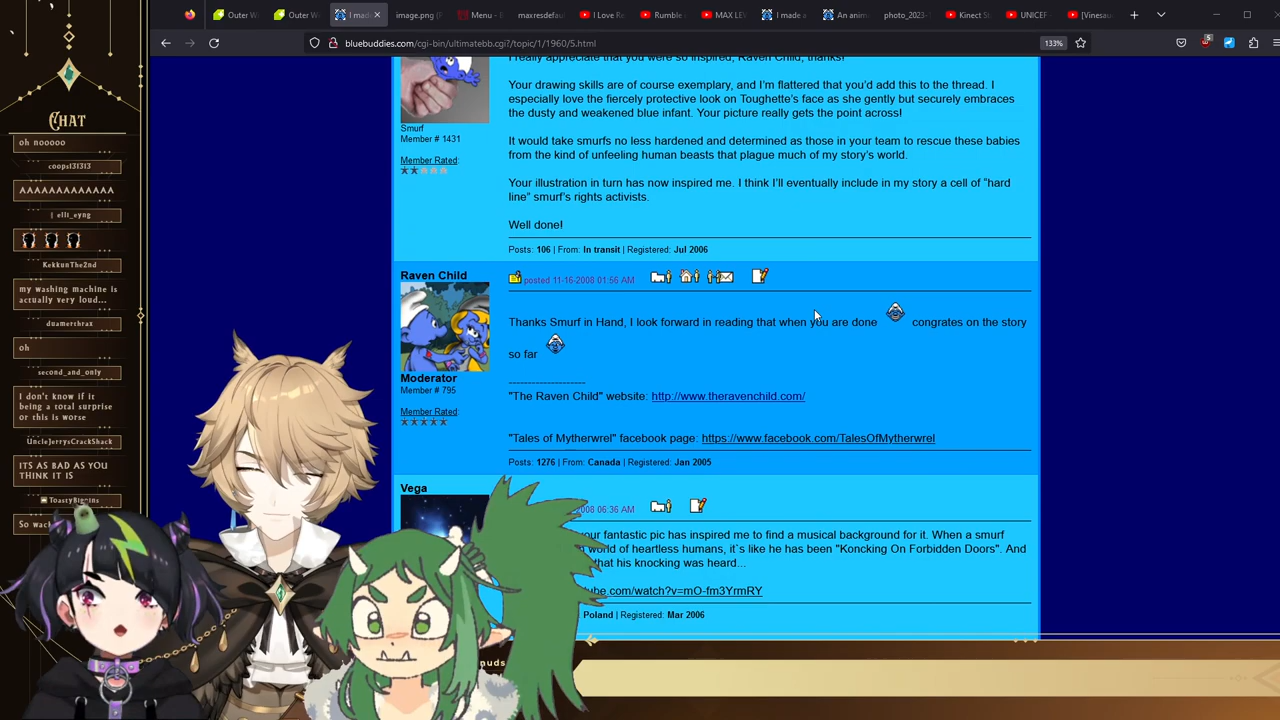 Outer W
Outer W
I mad
image.png (F
Menu - R
maxresdefau
I Love Re
Rumble
MAX LEV
I made a
An anim
photo_2023-
Kinect St
UNICEF
[Vinesau
bluebuddies.com/cgi-bin/ultimatebb.cgi?/topic/1/1960/5.html
133%
5
CHAT
oh nooooo
coops131313
AAAAAAAAAAAAA
elli_eyng
KekkunThe2nd
my washing machine is
actually very loud...
duamerthrax
oh
second_and_only
I don't know if it
being a total surprise
or this is worse
UncleJerrysCrackShack
ITS AS BAD AS YOU
THINK IT IS
ToastyBiggins
So wac
I really appreciate that you were so inspired, Raven Child, thanks!
Your drawing skills are of course exemplary, and I'm flattered that you'd add this to the thread. I
especially love the fiercely protective look on Toughette's face as she gently but securely embraces
the dusty and weakened blue infant. Your picture really gets the point across!
It would take smurfs no less hardened and determined as those in your team to rescue these babies
from the kind of unfeeling human beasts that plague much of my story's world.
Your illustration in turn has now inspired me. I think I'll eventually include in my story a cell of "hard
line" smurf's rights activists.
Well done!
Smurf
Member # 1431
Member Rated:
Posts: 106 | From: In transit | Registered: Jul 2006
Raven Child
posted 11-16-2008 01:56 AM
Thanks Smurf in Hand, I look forward in reading that when you are done congrates on the story
so far
Moderator
Member # 795
Member Rated:
--------------------
"The Raven Child" website: http://www.theravenchild.com/
"Tales of Mytherwrel" facebook page: https://www.facebook.com/TalesOfMytherwrel
Posts: 1276 | From: Canada | Registered: Jan 2005
Vega
2008 06:36 AM
your fantastic pic has inspired me to find a musical background for it. When a smurf
world of heartless humans, it`s like he has been "Koncking On Forbidden Doors". And
that his knocking was heard...
tube.com/watch?v=mO-fm3YrmRY
Poland | Registered: Mar 2006
nuds